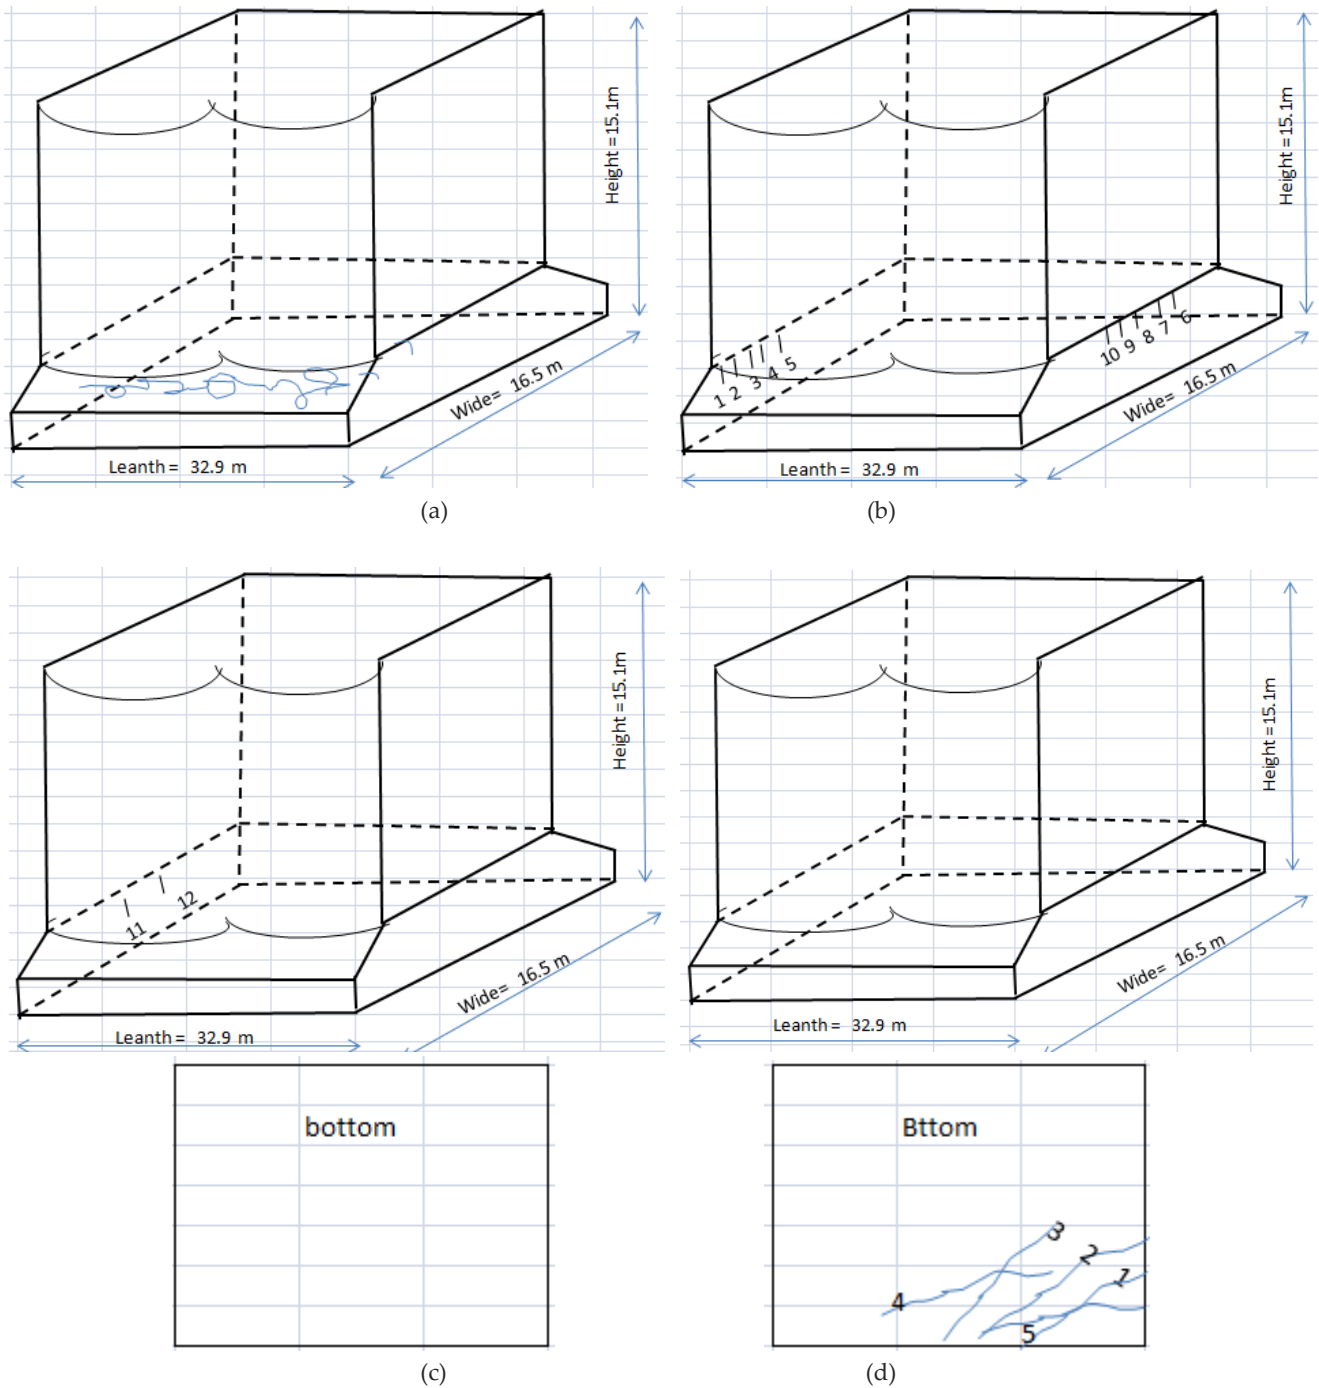 Height =15.1m
Wide= 16.5 m
Leanth = 32.9 m
(a)
Height =15.1m
1 2 3 4 5
10 9 8 7 6
Wide= 16.5 m
Leanth = 32.9 m
(b)
Height =15.1m
11 12
Wide= 16.5 m
Leanth = 32.9 m
bottom
(c)
Height =15.1m
Wide= 16.5 m
Leanth = 32.9 m
Bttom
3
2
1
4
5
(d)